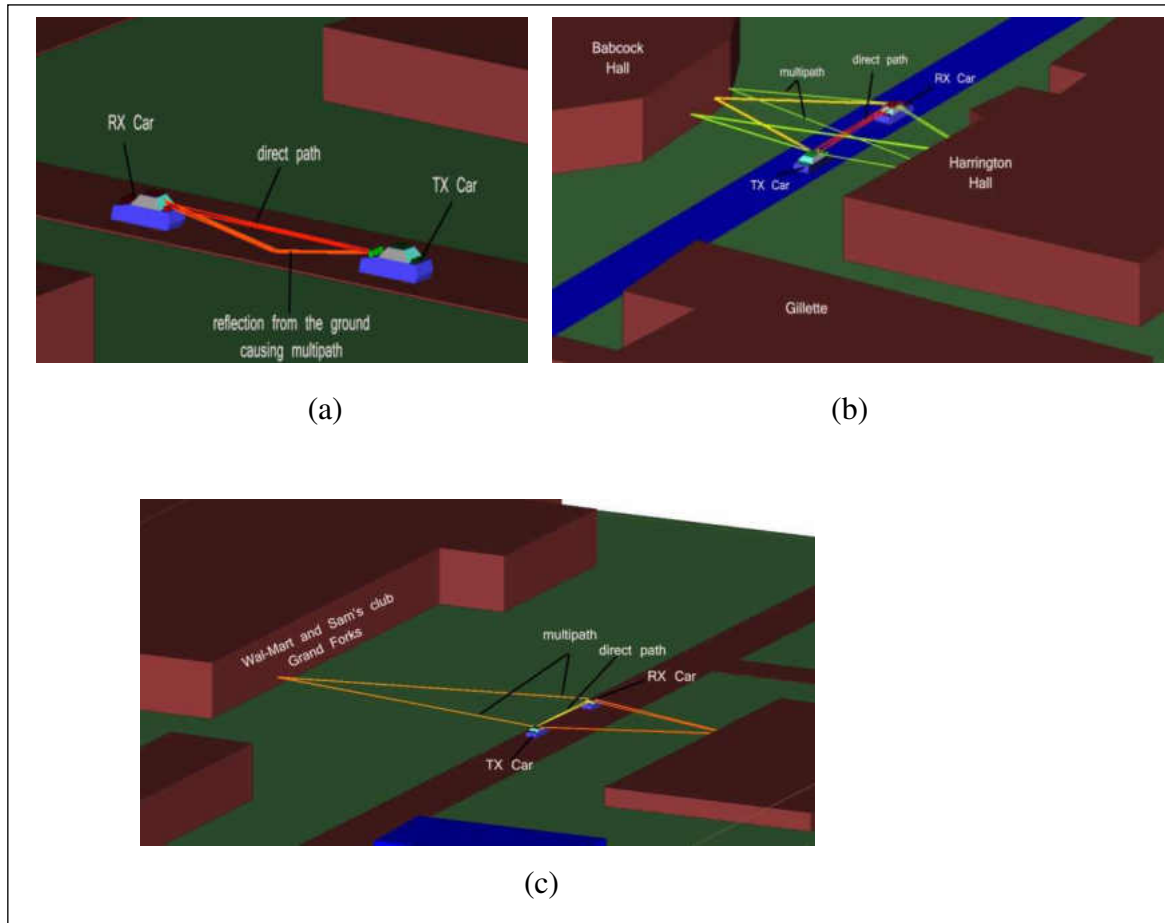 RX Car
direct path
TX Car
reflection from the ground
causing multipath
(a)
Babcock
Hall
multipath
direct path
RX Car
TX Car
Harrington
Hall
Gillette
(b)
Wal-Mart and Sam's club
Grand Forks
multipath
direct path
RX Car
TX Car
(c)